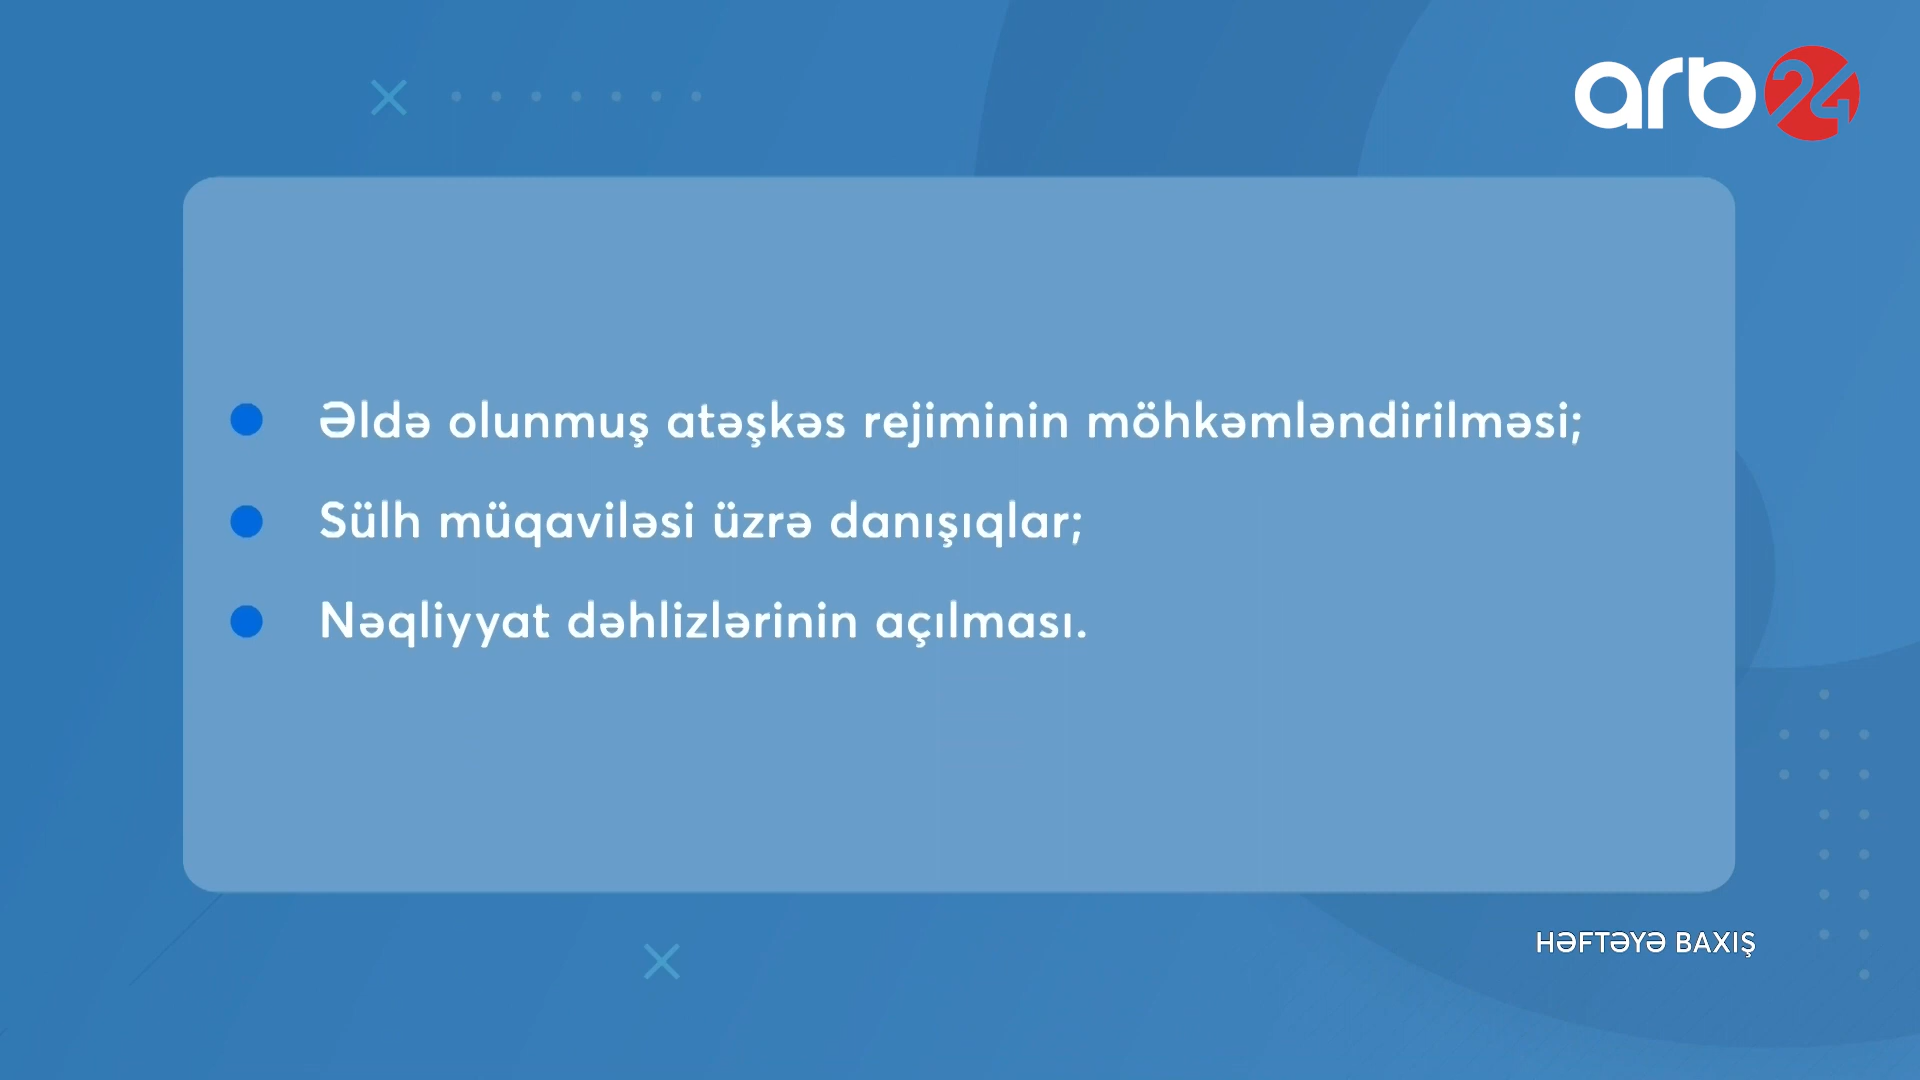 arb24
Əldə olunmuş atəşkəs rejiminin möhkəmləndirilməsi;
Sülh müqaviləsi üzrə danışıqlar;
Nəqliyyat dəhlizlərinin açılması.
HƏFTƏYƏ BAXIŞ